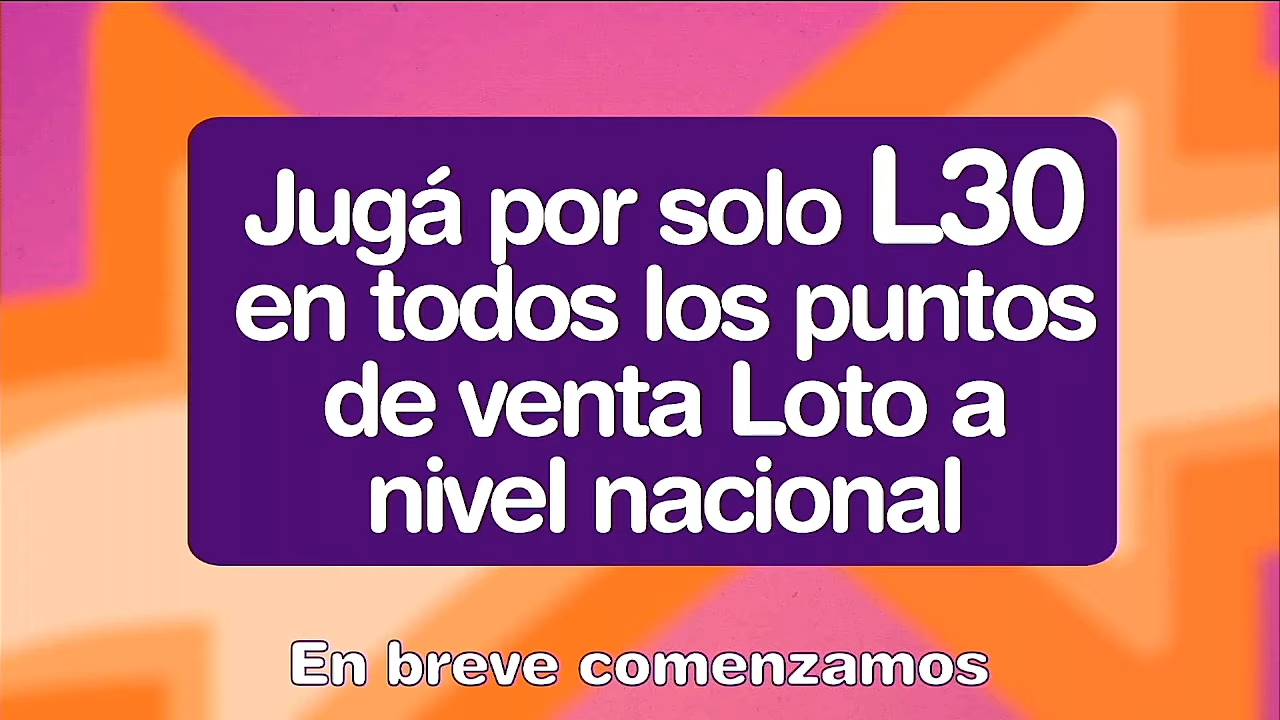 Jugá por solo L30
en todos los puntos
de venta Loto a
nivel nacional
En breve comenzamos